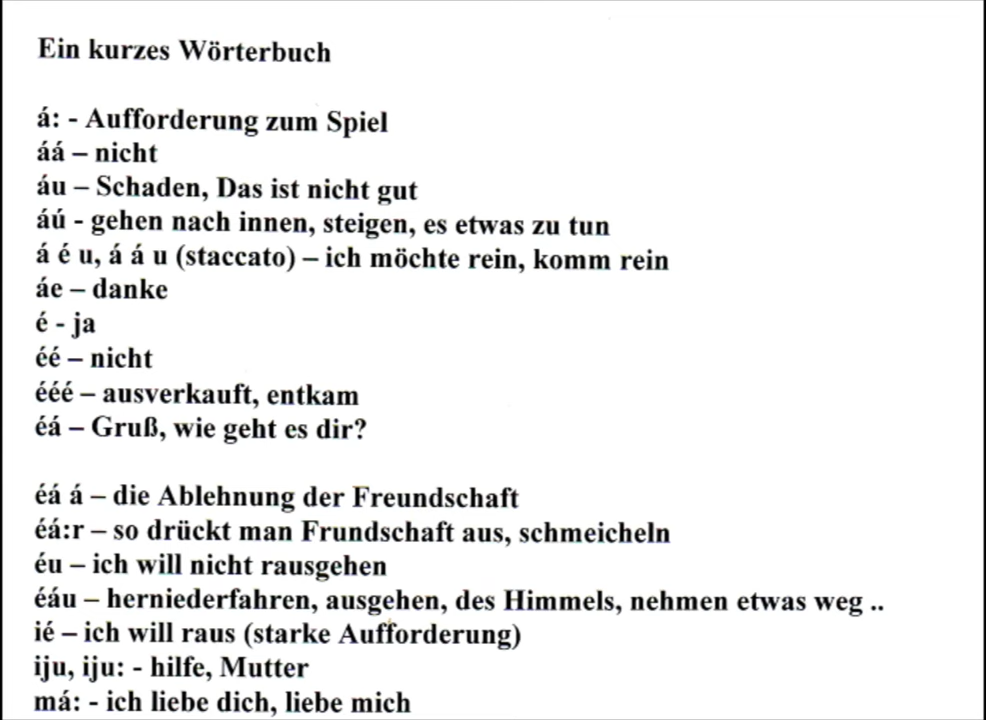 Ein kurzes Wörterbuch
á: - Aufforderung zum Spiel
áá – nicht
áu – Schaden, Das ist nicht gut
áú - gehen nach innen, steigen, es etwas zu tun
á é u, á á u (staccato) – ich möchte rein, komm rein
áe – danke
é - ja
éé – nicht
ééé – ausverkauft, entkam
éá – Gruß, wie geht es dir?
éá á – die Ablehnung der Freundschaft
éá:r – so drückt man Frundschaft aus, schmeicheln
éu – ich will nicht rausgehen
éáu – herniederfahren, ausgehen, des Himmels, nehmen etwas weg ..
ié – ich will raus (starke Aufforderung)
iju, iju: - hilfe, Mutter
má: - ich liebe dich, liebe mich